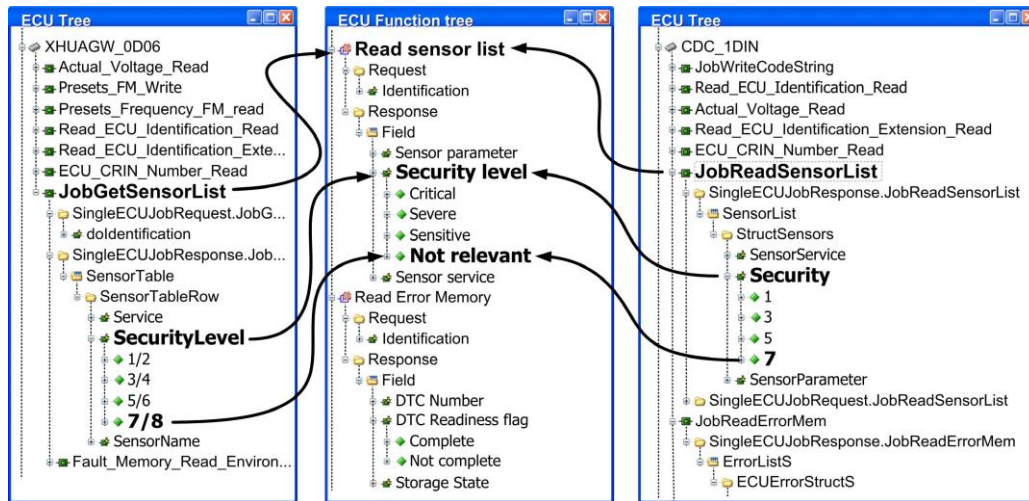 ECU Tree
XHUAGW_0D06
Actual_Voltage_Read
Presets_FM_Write
Presets_Frequency_FM_read
Read_ECU_Identification_Read
Read_ECU_Identification_Exte...
ECU_CRIN_Number_Read
JobGetSensorList
SingleECUJobRequest.JobG...
doIdentification
SingleECUJobResponse.Job...
SensorTable
SensorTableRow
Service
SecurityLevel
1/2
3/4
5/6
7/8
SensorName
Fault_Memory_Read_Environ...
ECU Function tree
Read sensor list
Request
Identification
Response
Field
Sensor parameter
Security level
Critical
Severe
Sensitive
Not relevant
Sensor service
Read Error Memory
Request
Identification
Response
Field
DTC Number
DTC Readiness flag
Complete
Not complete
Storage State
ECU Tree
CDC_1DIN
JobWriteCodeString
Read_ECU_Identification_Read
Actual_Voltage_Read
Read_ECU_Identification_Extension_Read
ECU_CRIN_Number_Read
JobReadSensorList
SingleECUJobResponse.JobReadSensorList
SensorList
StructSensors
SensorService
Security
1
3
5
7
SensorParameter
SingleECUJobRequest.JobReadSensorList
JobReadErrorMem
SingleECUJobResponse.JobReadErrorMem
ErrorListS
ECUErrorStructS